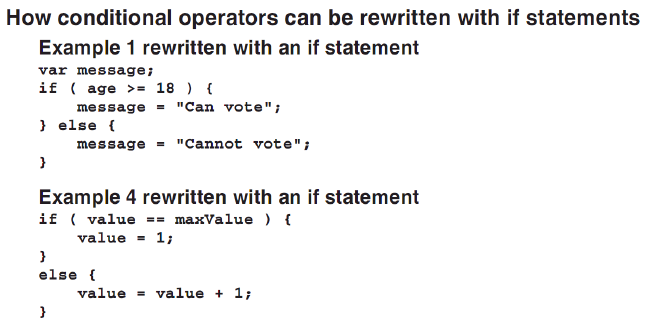 How conditional operators can be rewritten with if statements
Example 1 rewritten with an if statement
var message;
if ( age >= 18 ) {
    message = "Can vote";
} else {
    message = "Cannot vote";
}
Example 4 rewritten with an if statement
if ( value == maxValue ) {
    value = 1;
}
else {
    value = value + 1;
}